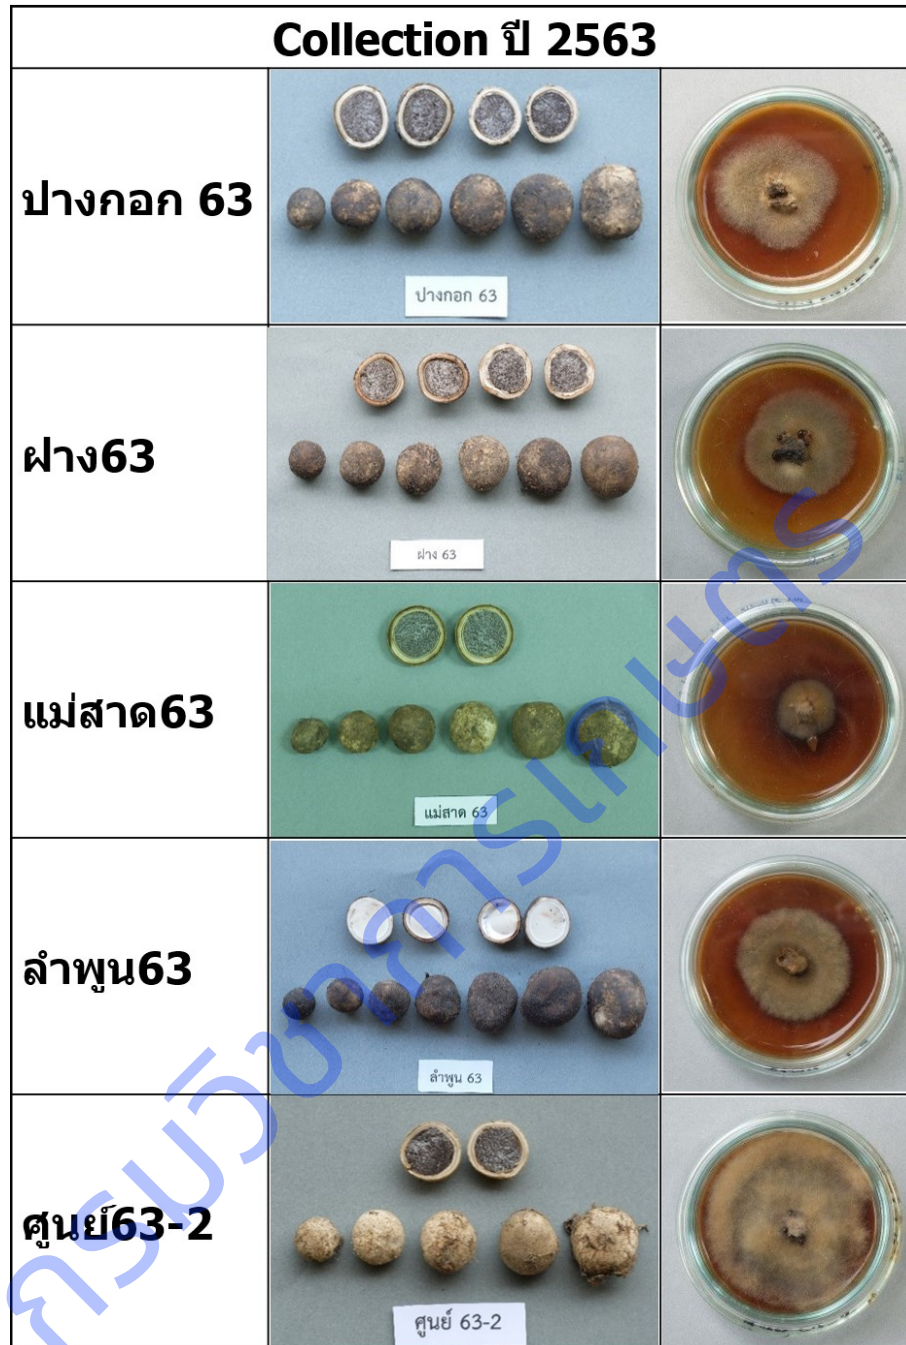 Collection ปี 2563
ปางกอก 63
ปางกอก 63
ฝาง63
ฝาง 63
แม่สาด63
แม่สาด 63
ลำพูน63
ลำพูน 63
ศูนย์63-2
ศูนย์ 63-2
กรมวิชาการเกษตร